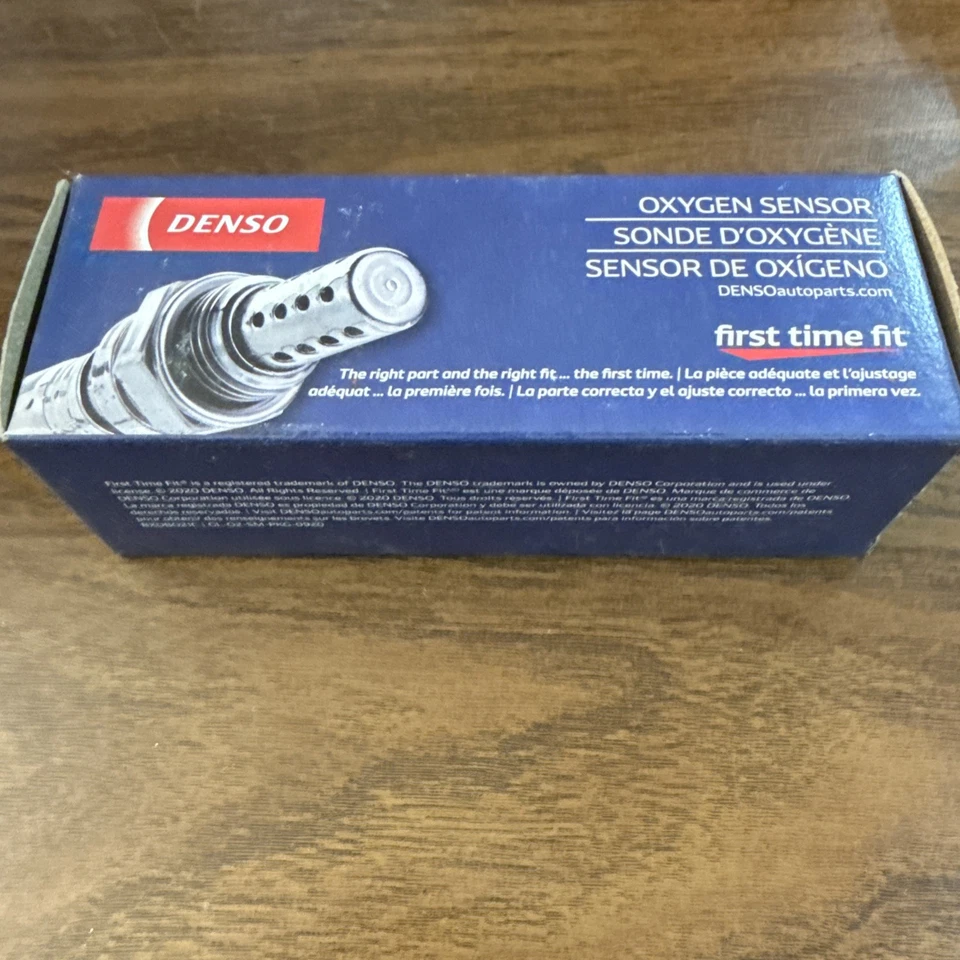 DENSO
OXYGEN SENSOR
SONDE D'OXYGÈNE
SENSOR DE OXÍGENO
DENSOautoparts.com
first time fit
The right part and the right fit... the first time. | La pièce adéquate et l'ajustage
adéquat ... la première fois. | La parte correcta y el ajuste correcto ... la primera vez.
First Time Fit® is a registered trademark of DENSO. The DENSO trademark is owned by DENSO Corporation and is used under
license. © 2020 DENSO. All Rights Reserved. | First Time Fit est une marque déposée de DENSO. Marque de commerce de
DENSO Corporation utilisée sous licence. © 2020 DENSO. Tous droits réservés. | First Time Fit® es una marca registrada de DENSO.
La marca registrada DENSO es propiedad de DENSO Corporation y debe ser utilizada con licencia. © 2020 DENSO. Todos los
derechos reservados. | Visit DENSOautoparts.com/patents for patent information. | Visitez la page DENSOautoparts.com/patents
pour obtenir des renseignements sur les brevets. Visite DENSOautoparts.com/patents para información sobre patentes.